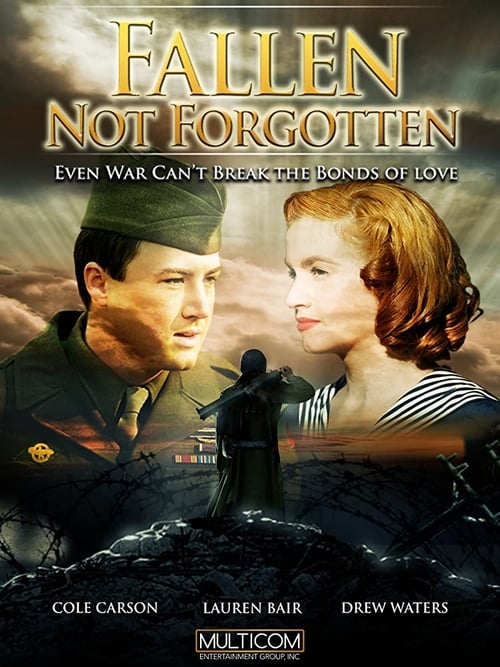 FALLEN
NOT FORGOTTEN
EVEN WAR CAN'T BREAK THE BONDS OF LOVE
COLE CARSON LAUREN BAIR DREW WATERS
MULTICOM
ENTERTAINMENT GROUP, INC